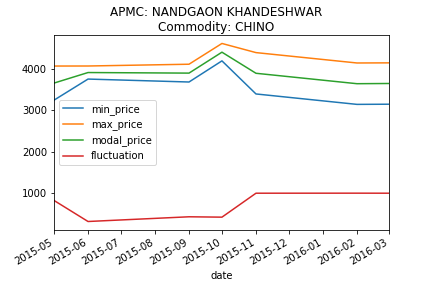 APMC: NANDGAON KHANDESHWAR
Commodity: CHINO
4000
3000
2000
1000
min_price
max_price
modal_price
fluctuation
2015-05
2015-06
2015-07
2015-08
2015-09
2015-10
2015-11
2015-12
2016-01
2016-02
2016-03
date